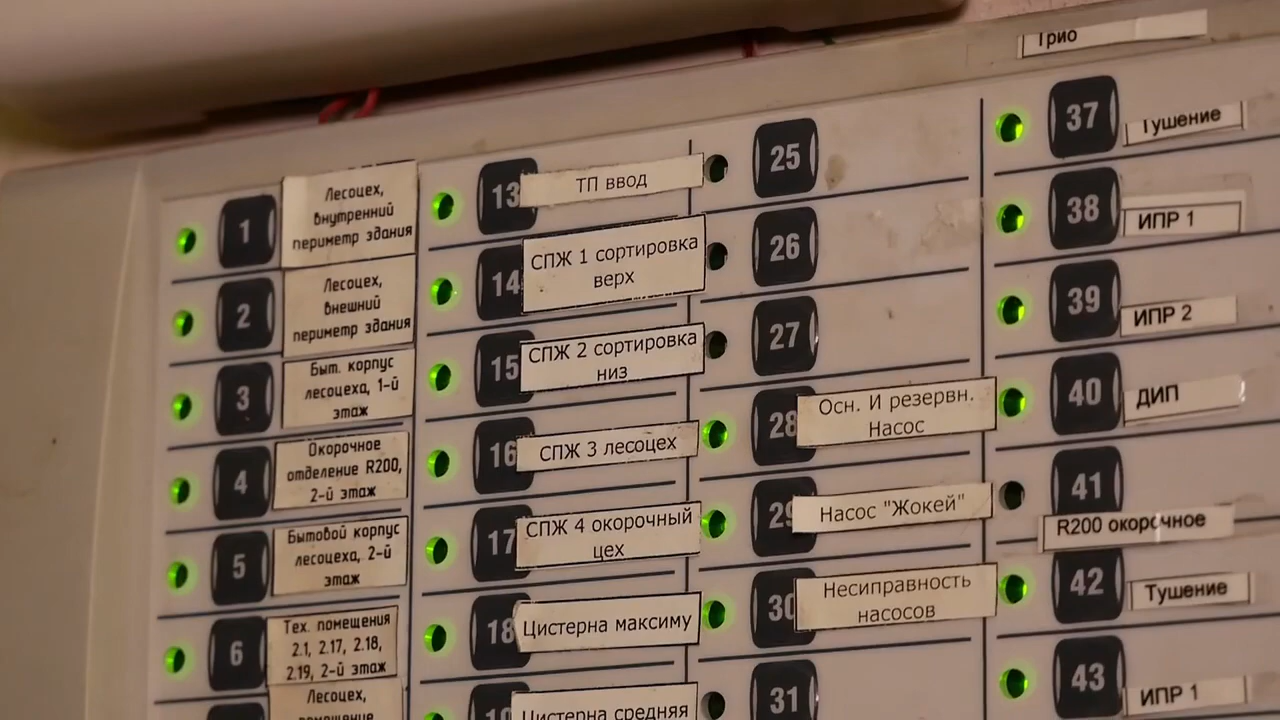 Трио
1
Лесоцех,
внутренний
периметр здания
2
Лесоцех,
внешний
периметр здания
3
Быт. корпус
лесоцеха, 1-й
этаж
4
Окорочное
отделение R200,
2-й этаж
5
Бытовой корпус
лесоцеха, 2-й
этаж
6
Тех. помещения
2.1, 2.17, 2.18,
2.19, 2-й этаж
Лесоцех,
помещение
13
ТП ввод
14
СПЖ 1 сортировка
верх
15
СПЖ 2 сортировка
низ
16
СПЖ 3 лесоцех
17
СПЖ 4 окорочный
цех
18
Цистерна максиму
19
Цистерна средняя
25
26
27
28
Осн. И резервн.
Насос
29
Насос "Жокей"
30
Несиправность
насосов
31
37
Тушение
38
ИПР 1
39
ИПР 2
40
ДИП
41
R200 окорочное
42
Тушение
43
ИПР 1